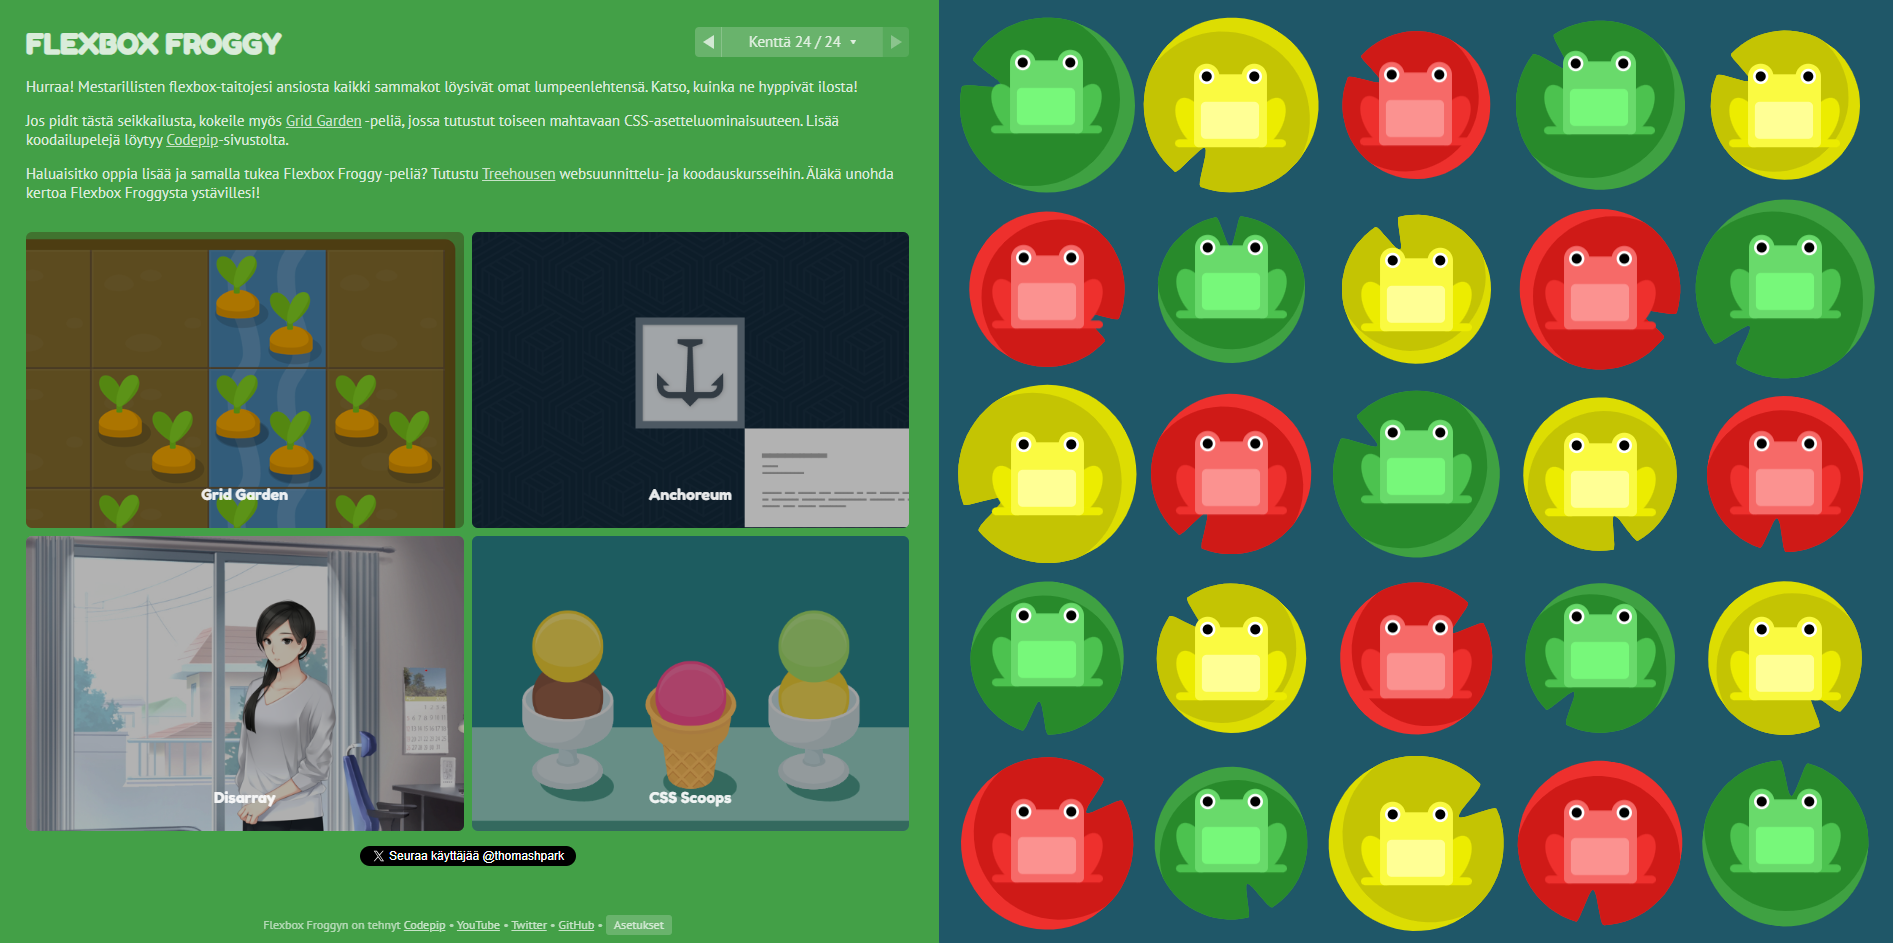 FLEXBOX FROGGY
Kenttä 24 / 24
Hurraa! Mestarillisten flexbox-taitojesi ansiosta kaikki sammakot löysivät omat lumpeenlehtensä. Katso, kuinka ne hyppivät ilosta!
Jos pidit tästä seikkailusta, kokeile myös Grid Garden -peliä, jossa tutustut toiseen mahtavaan CSS-asetteluominaisuuteen. Lisää
koodailupelejä löytyy Codepip-sivustolta.
Haluaisitko oppia lisää ja samalla tukea Flexbox Froggy -peliä? Tutustu Treehousen websuunnittelu- ja koodauskursseihin. Äläkä unohda
kertoa Flexbox Froggysta ystävillesi!
Grid Garden
Anchoreum
Disarray
CSS Scoops
Seuraa käyttäjää @thomashpark
Flexbox Froggyn on tehnyt Codepip • YouTube • Twitter • GitHub • Asetukset